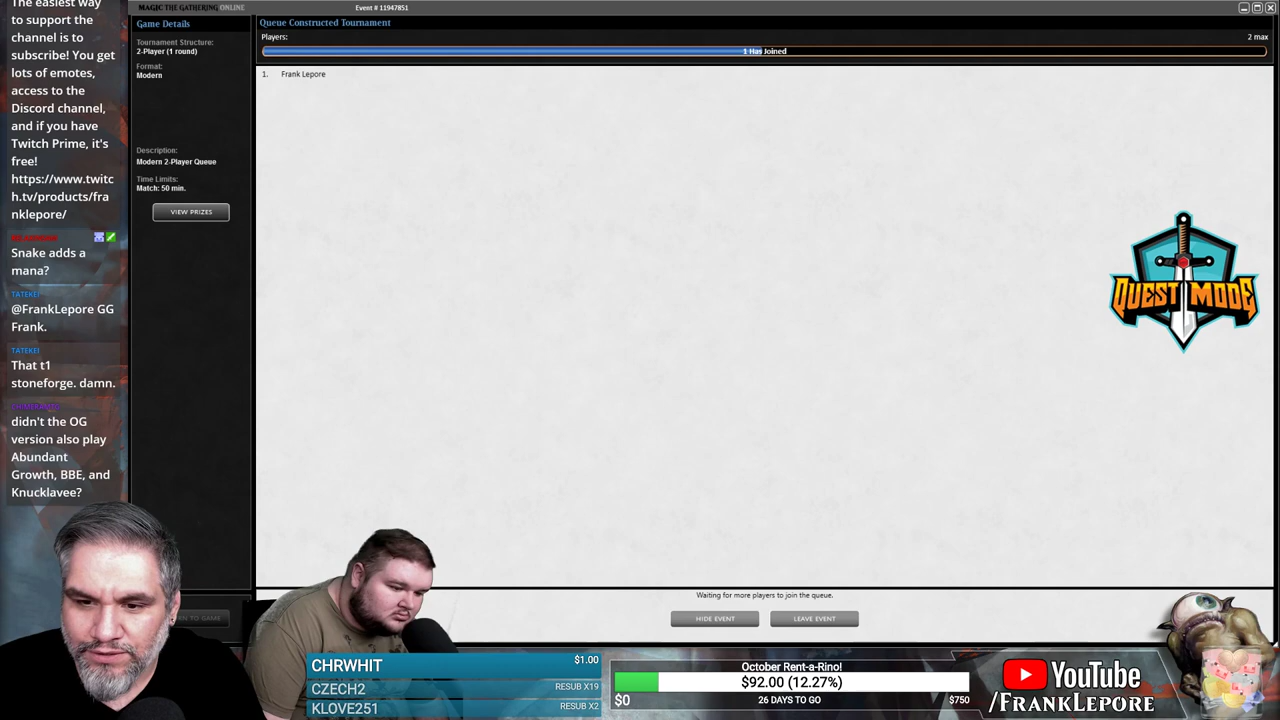 The easiest way
to support the
channel is to
subscribe! You get
lots of emotes,
access to the
Discord channel,
and if you have
Twitch Prime, it's
free!
https://www.twitc
h.tv/products/fra
nklepore/
Snake adds a
mana?
TATEKEI
@FrankLepore GG
Frank.
TATEKEI
That t1
stoneforge. damn.
didn't the OG
version also play
Abundant
Growth, BBE, and
Knucklavee?
MAGIC THE GATHERING ONLINE
Event # 11947851
Game Details
Tournament Structure:
2-Player (1 round)
Format:
Modern
Description:
Modern 2-Player Queue
Time Limits:
Match: 50 min.
VIEW PRIZES
Queue Constructed Tournament
Players:
2 max
1 Has Joined
1. Frank Lepore
QUEST MODE
Waiting for more players to join the queue.
HIDE EVENT
LEAVE EVENT
CHRWHIT $1.00
CZECH2 RESUB X19
KLOVE251 RESUB X2
October Rent-a-Rino!
$92.00 (12.27%)
$0
26 DAYS TO GO
$750
YouTube
/FRANKLEPORE